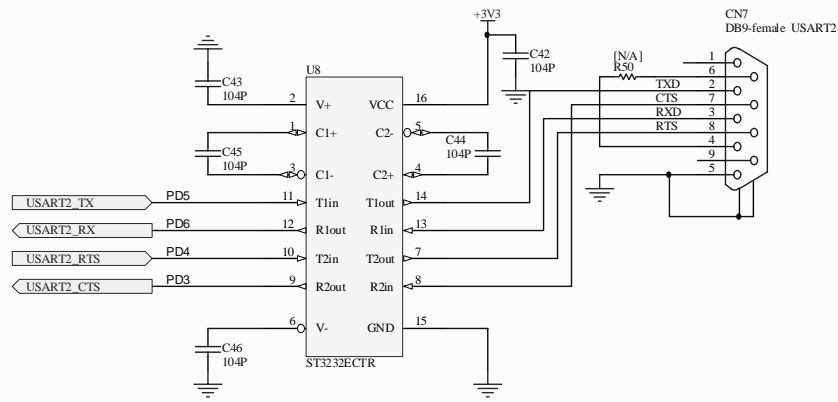 CN7
DB9-female USART2
+3V3
C42
104P
[N/A]
R50
1
6
TXD 2
CTS 7
RXD 3
RTS 8
4
9
5
U8
C43
104P
2 V+ VCC 16
1 C1+ C2- 5
C45
104P
C44
104P
3 C1- C2+ 4
USART2_TX PD5 11 T1in T1out 14
USART2_RX PD6 12 R1out R1in 13
USART2_RTS PD4 10 T2in T2out 7
USART2_CTS PD3 9 R2out R2in 8
6 V- GND 15
C46
104P
ST3232ECTR